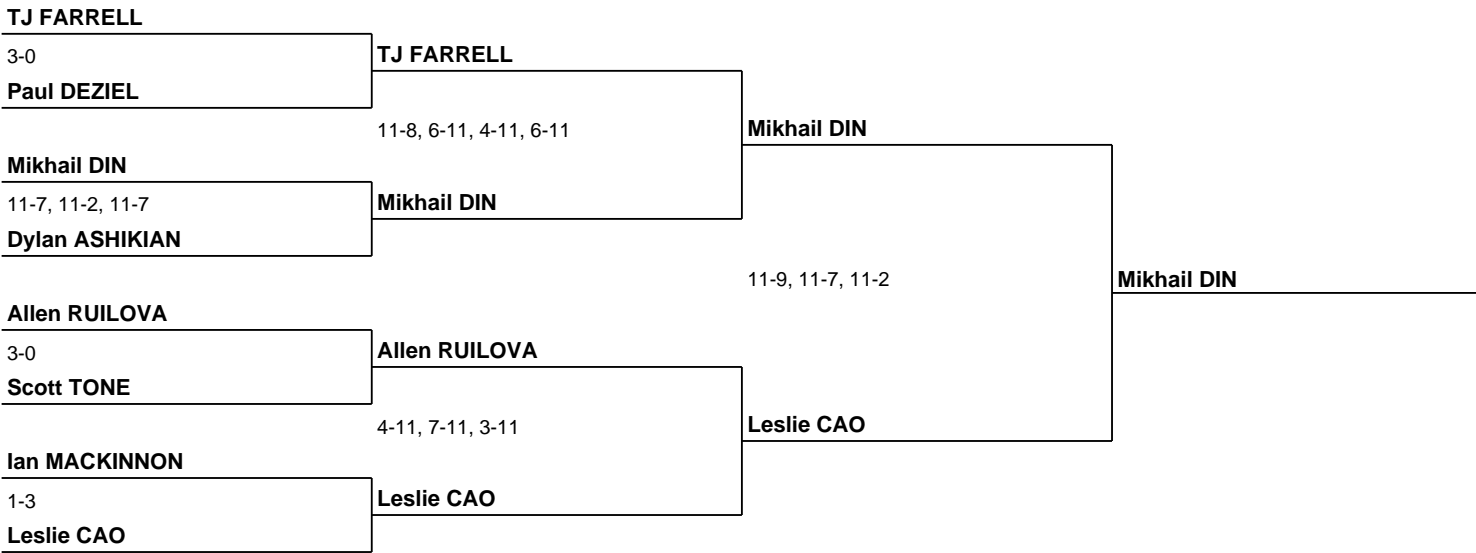 TJ FARRELL
3-0
Paul DEZIEL
Mikhail DIN
11-7, 11-2, 11-7
Dylan ASHIKIAN
Allen RUILOVA
3-0
Scott TONE
Ian MACKINNON
1-3
Leslie CAO
TJ FARRELL
11-8, 6-11, 4-11, 6-11
Mikhail DIN
Allen RUILOVA
4-11, 7-11, 3-11
Leslie CAO
Mikhail DIN
11-9, 11-7, 11-2
Leslie CAO
Mikhail DIN